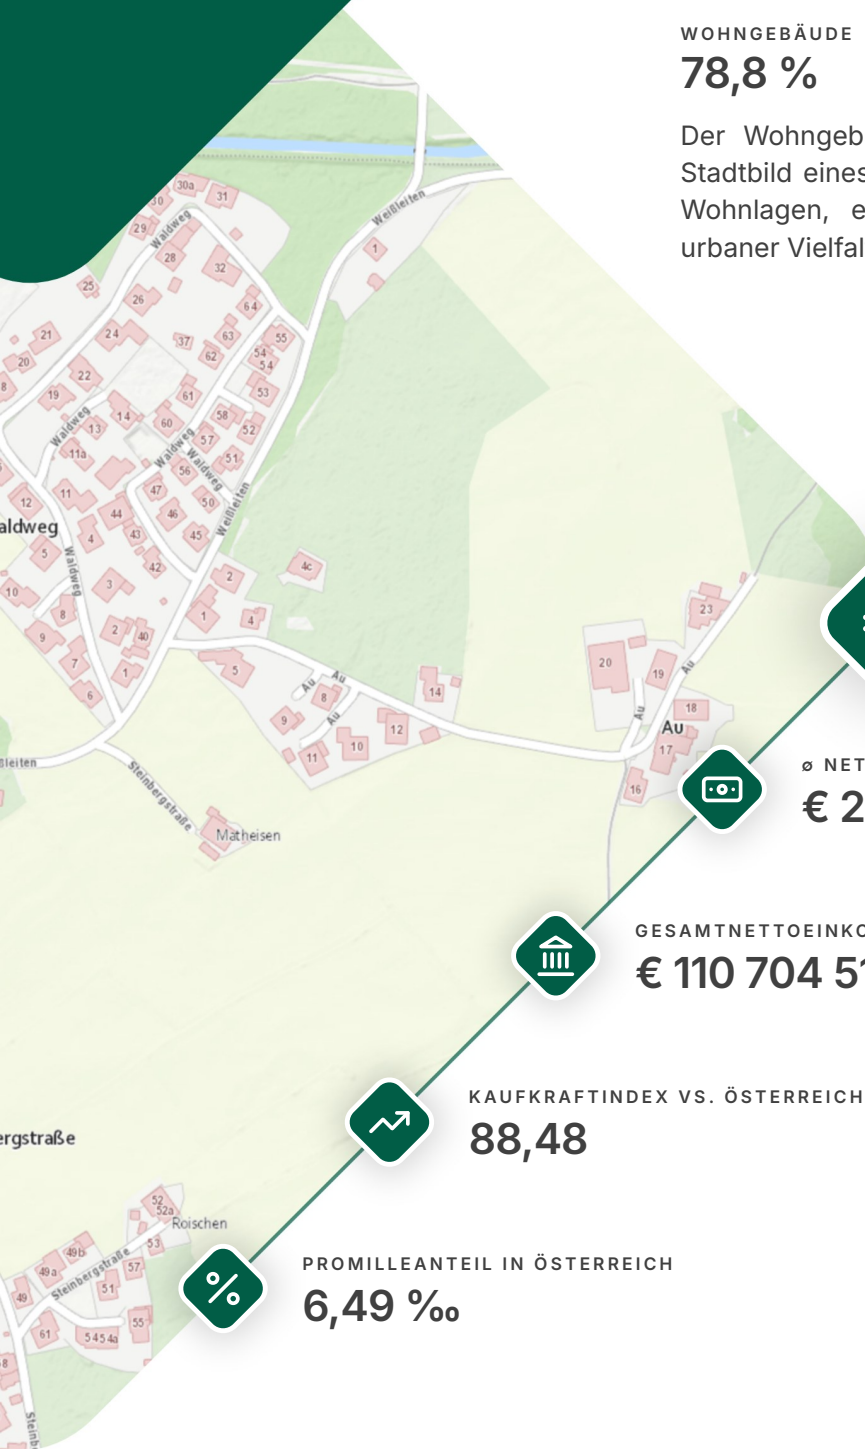 WOHNGEBÄUDE
78,8 %
Der Wohngeb
Stadtbild eines
Wohnlagen, e
urbaner Vielfal
30a
30
31
29
Waldweg
Weißleiten
1
28
32
25
26
64
21
24
37
63
55
20
62
54
54
8
22
19
61
53
Waldweg
14
13
60
58
52
57
11a
Waldweg
51
56
Waldweg
12
11
47
50
Weißleiten
44
46
aldweg
4
43
45
5
Waldweg
42
4c
10
3
2
8
1
4
23
9
2
40
7
1
5
20
19
Au
6
Au
Au
8
14
Au
18
9
Au
12
Au
10
17
11
ßleiten
16
Steinbergstraße
Matheisen
ø NET
€ 2
GESAMTNETTOEINKO
€ 110 704 51
KAUFKRAFTINDEX VS. ÖSTERREICH
88,48
ergstraße
52
52a
Roischen
49b
53
49a
Steinbergstraße
57
49
51
55
61
54 54a
PROMILLEANTEIL IN ÖSTERREICH
6,49 ‰
8
Steinb